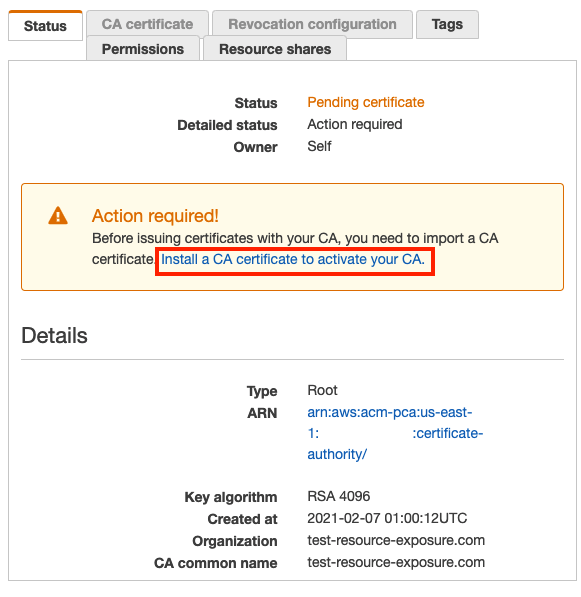 Status CA certificate Revocation configuration Tags
Permissions Resource shares
Status Pending certificate
Detailed status Action required
Owner Self
Action required!
Before issuing certificates with your CA, you need to import a CA
certificate. Install a CA certificate to activate your CA.
Details
Type Root
ARN arn:aws:acm-pca:us-east-
1: :certificate-
authority/
Key algorithm RSA 4096
Created at 2021-02-07 01:00:12UTC
Organization test-resource-exposure.com
CA common name test-resource-exposure.com